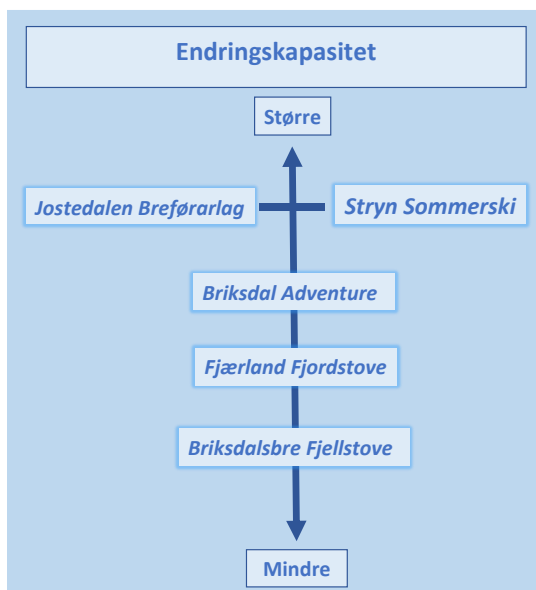 Endringskapasitet
Større
Jostedalen Breførarlag
Stryn Sommerski
Briksdal Adventure
Fjærland Fjordstove
Briksdalsbre Fjellstove
Mindre